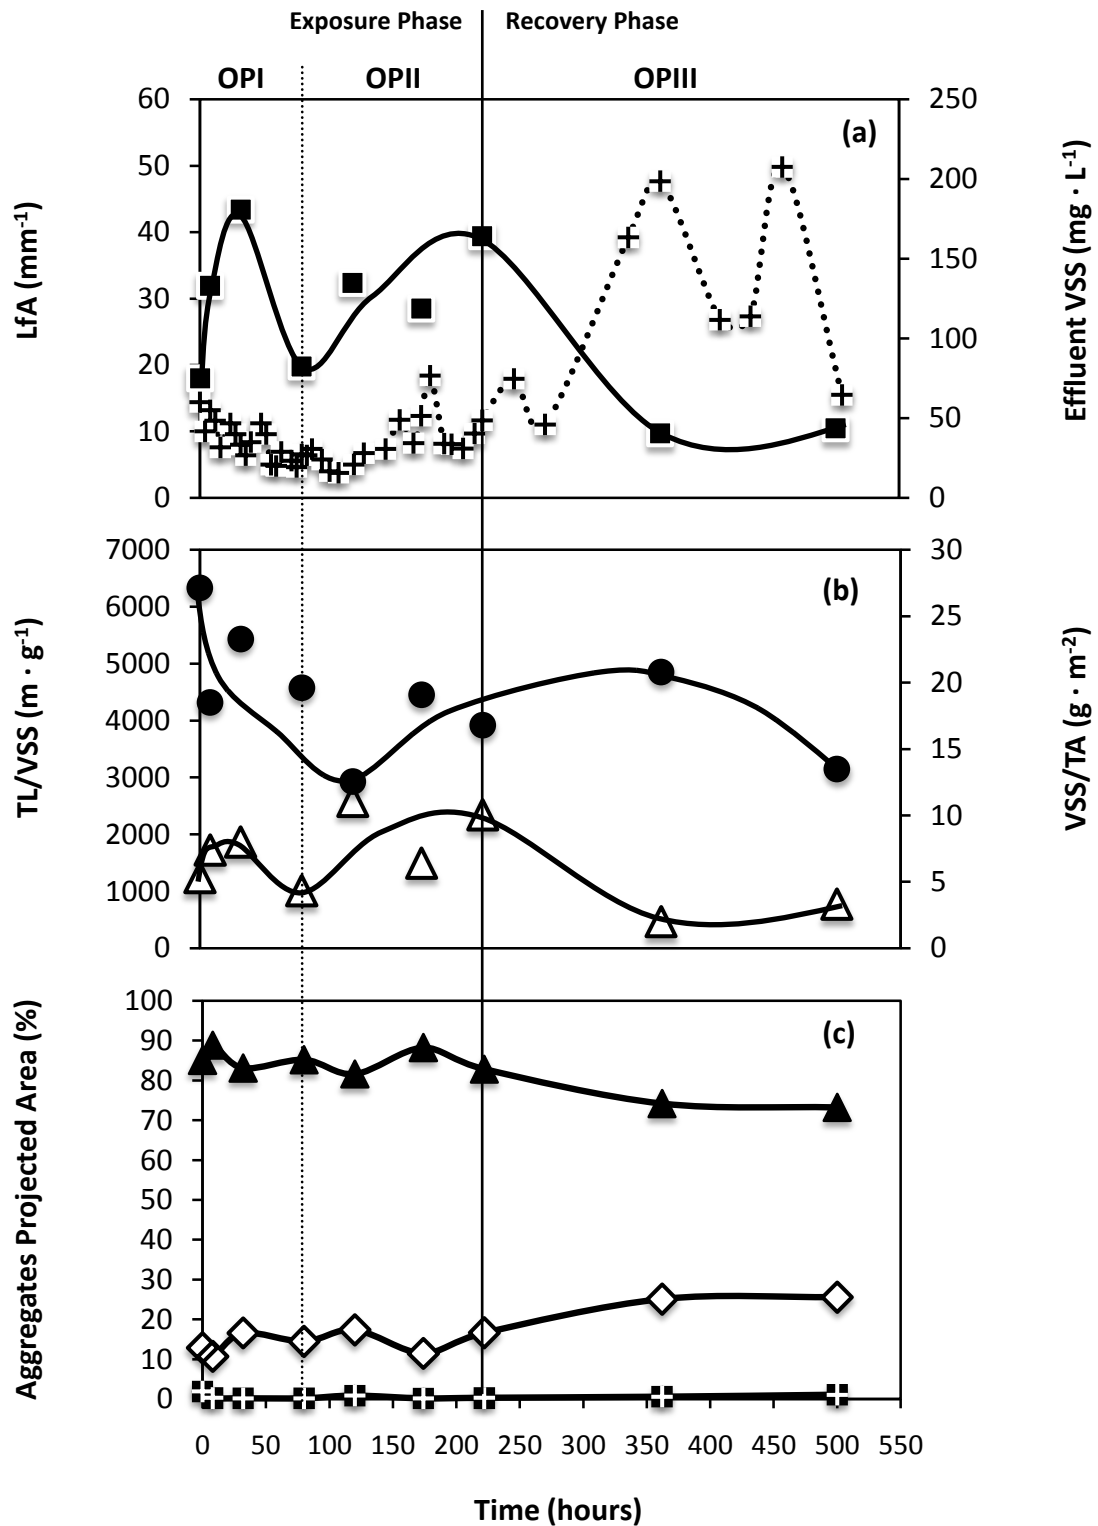 Exposure Phase Recovery Phase
OPI OPII OPIII
60 250
(a)
50
200
40
150
30
100
20
50
10
0 0
LfA (mm⁻¹)
Effluent VSS (mg · L⁻¹)
7000 30
(b)
6000
25
5000
20
4000
15
3000
10
2000
5
1000
0 0
TL/VSS (m · g⁻¹)
VSS/TA (g · m⁻²)
100
(c)
90
80
70
60
50
40
30
20
10
0
Aggregates Projected Area (%)
0 50 100 150 200 250 300 350 400 450 500 550
Time (hours)